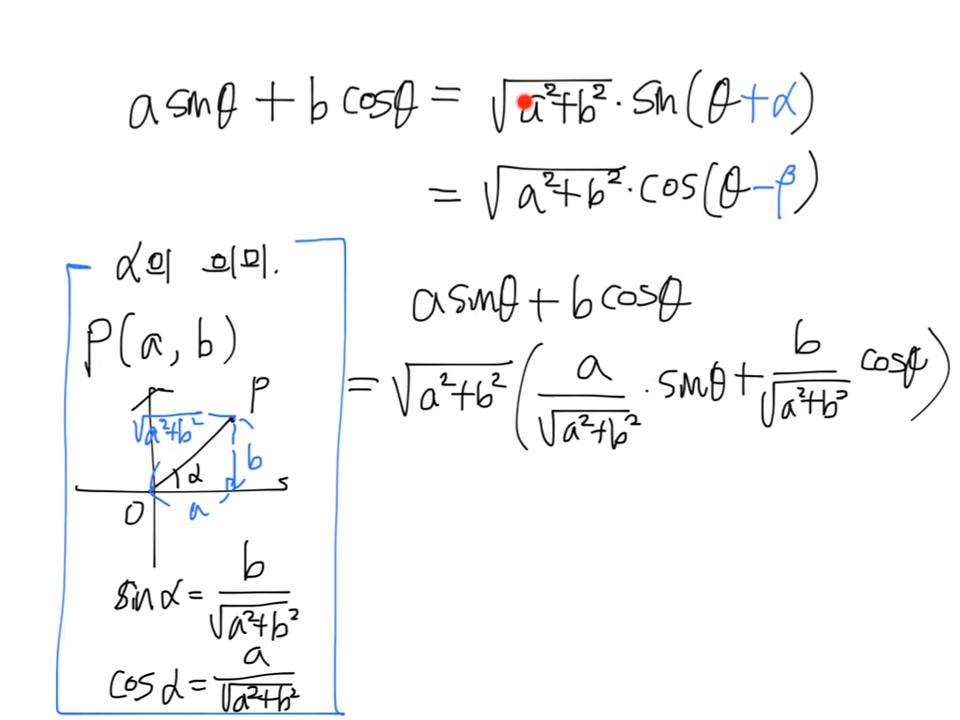 a sinθ + b cosθ = √(a²+b²)·sin(θ+α)
= √(a²+b²)·cos(θ-β)
α의 의미.
P(a, b)
P
√(a²+b²)
α
b
O
a
sinα = b/√(a²+b²)
cosα = a/√(a²+b²)
a sinθ + b cosθ
= √(a²+b²) (a/√(a²+b²)·sinθ + b/√(a²+b²) cosθ)